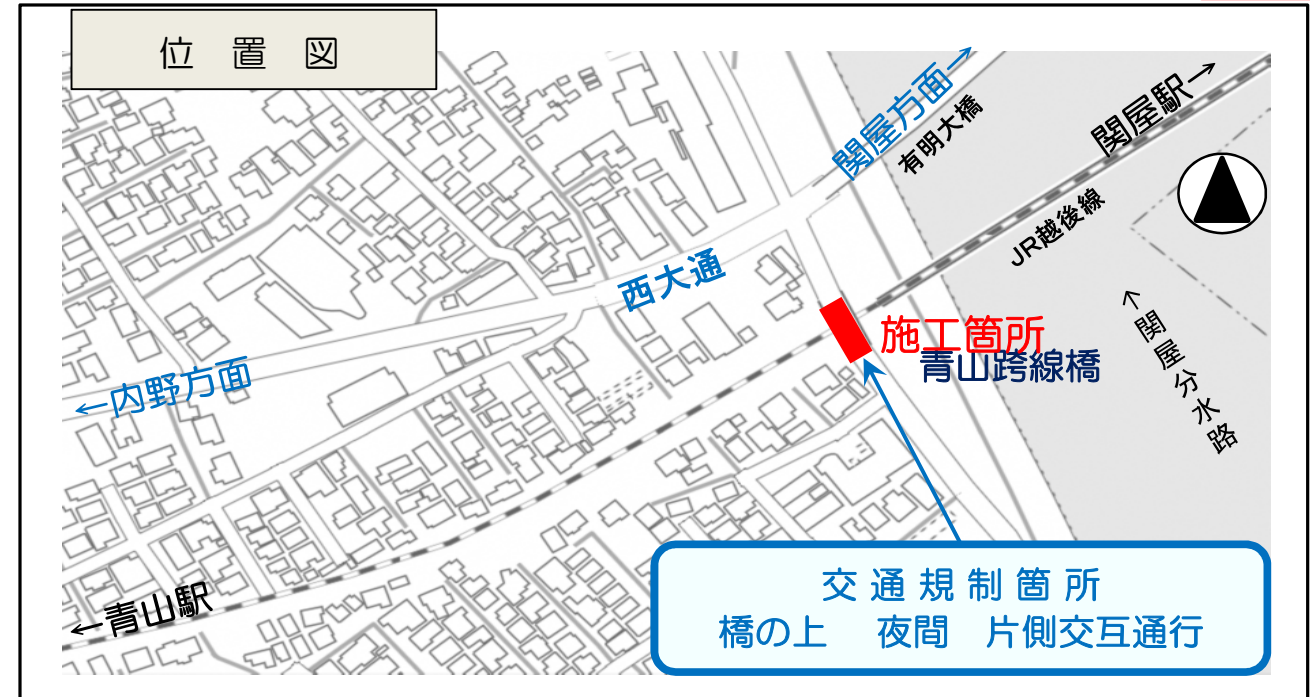 位置図
関屋方面→
有明大橋
関屋駅→
JR越後線
西大通
施工箇所
青山跨線橋
←関屋分水路
←内野方面
←青山駅
交通規制箇所
橋の上　夜間　片側交互通行